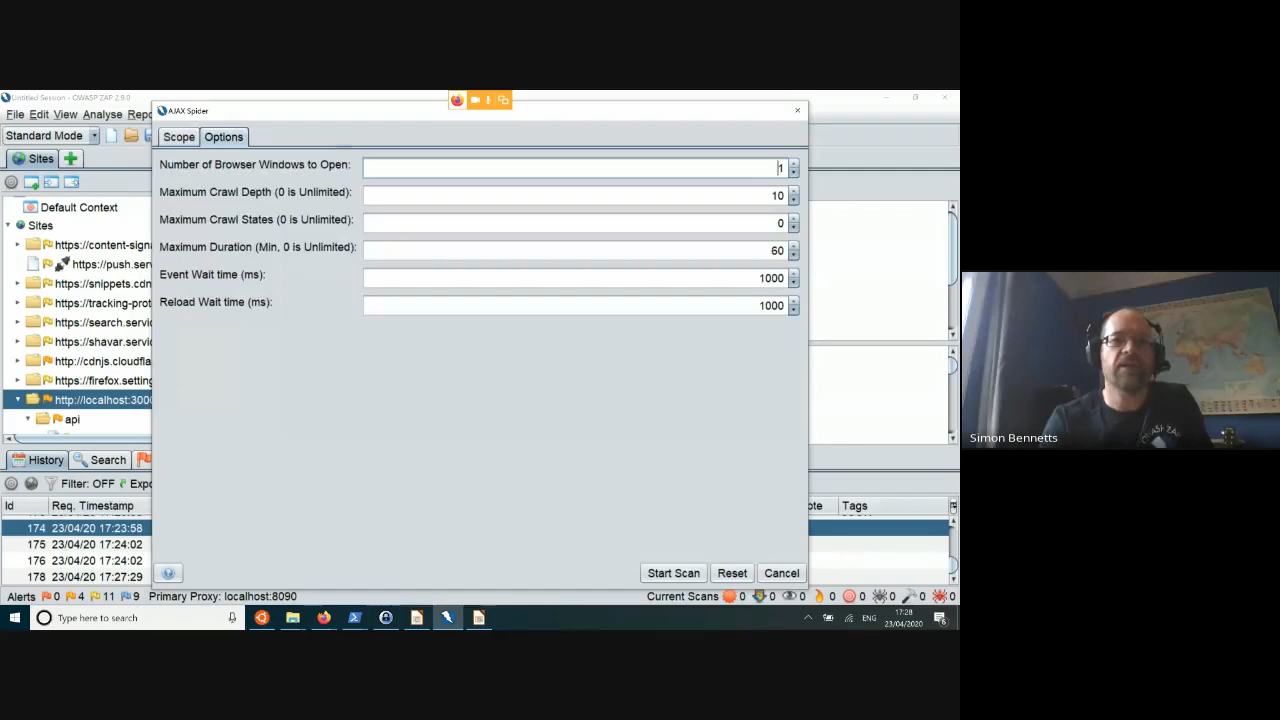 Untitled Session - OWASP ZAP 2.9.0
File Edit View Analyse Repo
Standard Mode
Sites
Default Context
Sites
https://content-signa
https://push.serv
https://snippets.cdn
https://tracking-prot
https://search.servic
https://shavar.servic
http://cdnjs.cloudfla
https://firefox.setting
http://localhost:3000
api
AJAX Spider
Scope Options
Number of Browser Windows to Open: 1
Maximum Crawl Depth (0 is Unlimited): 10
Maximum Crawl States (0 is Unlimited): 0
Maximum Duration (Min, 0 is Unlimited): 60
Event Wait time (ms): 1000
Reload Wait time (ms): 1000
Start Scan Reset Cancel
History Search
Filter: OFF Expo
Id Req. Timestamp ote Tags
174 23/04/20 17:23:58
175 23/04/20 17:24:02
176 23/04/20 17:24:02
178 23/04/20 17:27:29
Alerts 0 4 11 9 Primary Proxy: localhost:8090
Current Scans 0 0 0 0 0 0 0 0
Type here to search
ENG
17:28
23/04/2020
6
Simon Bennetts